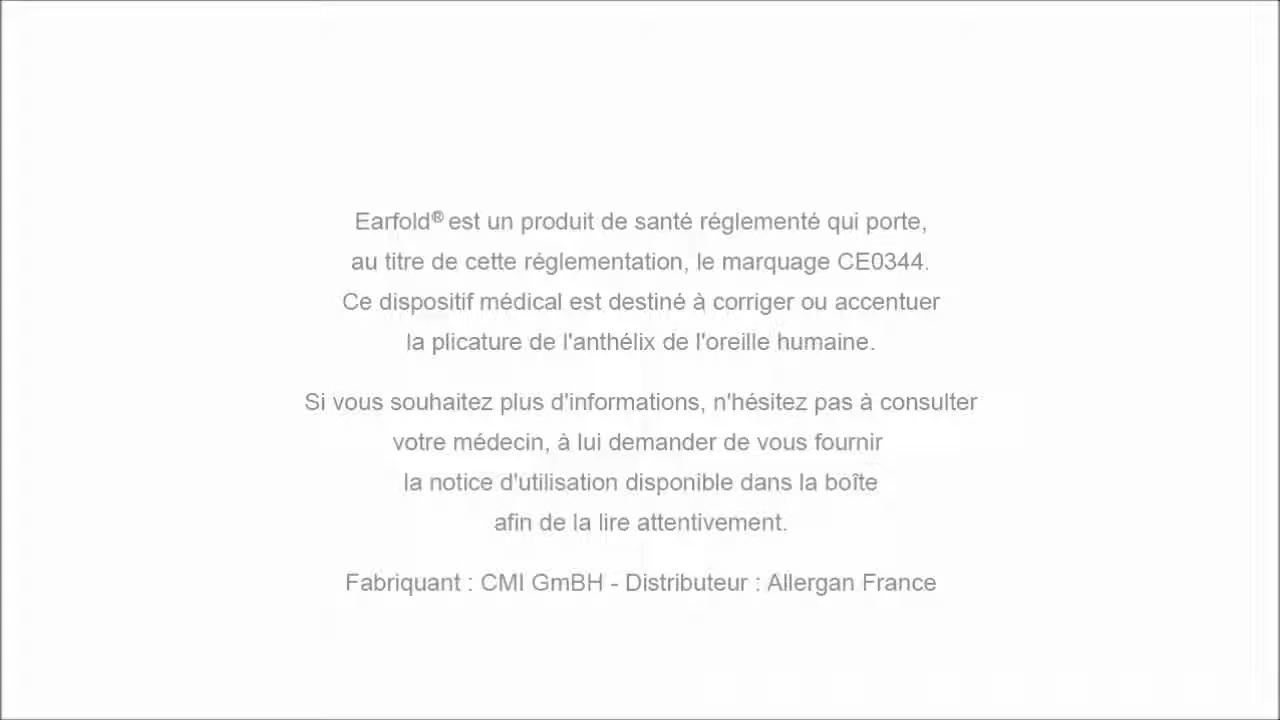 Earfold® est un produit de santé réglementé qui porte,
au titre de cette réglementation, le marquage CE0344.
Ce dispositif médical est destiné à corriger ou accentuer
la plicature de l'anthélix de l'oreille humaine.
Si vous souhaitez plus d'informations, n'hésitez pas à consulter
votre médecin, à lui demander de vous fournir
la notice d'utilisation disponible dans la boîte
afin de la lire attentivement.
Fabriquant : CMI GmBH - Distributeur : Allergan France